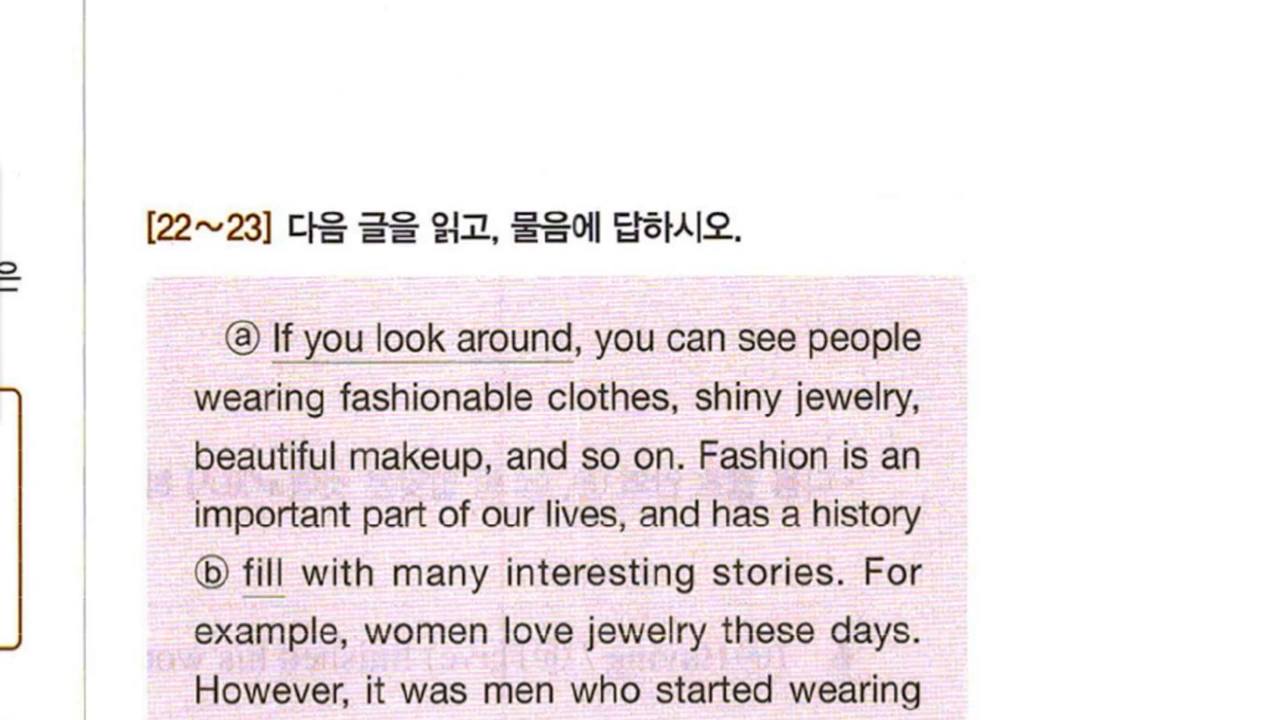 [22～23] 다음 글을 읽고, 물음에 답하시오.
은
ⓐ If you look around, you can see people
wearing fashionable clothes, shiny jewelry,
beautiful makeup, and so on. Fashion is an
important part of our lives, and has a history
ⓑ fill with many interesting stories. For
example, women love jewelry these days.
However, it was men who started wearing